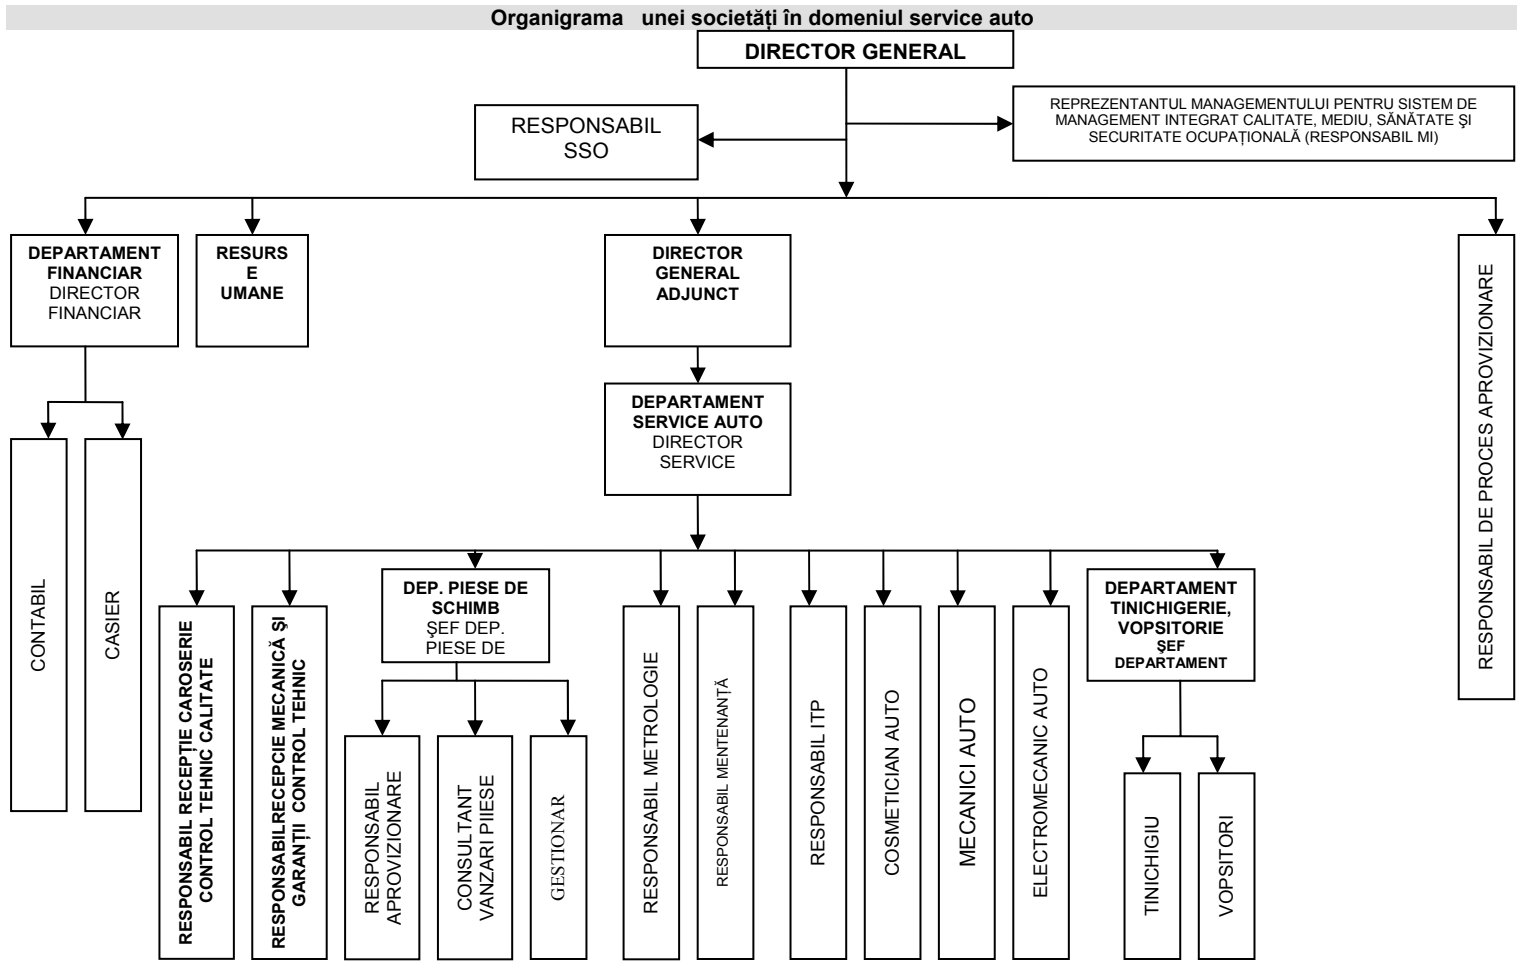 Organigrama unei societăți în domeniul service auto
DIRECTOR GENERAL
RESPONSABIL
SSO
REPREZENTANTUL MANAGEMENTULUI PENTRU SISTEM DE
MANAGEMENT INTEGRAT CALITATE, MEDIU, SĂNĂTATE ŞI
SECURITATE OCUPAȚIONALĂ (RESPONSABIL MI)
DEPARTAMENT
FINANCIAR
DIRECTOR
FINANCIAR
RESURS
E
UMANE
DIRECTOR
GENERAL
ADJUNCT
RESPONSABIL DE PROCES APROVIZIONARE
DEPARTAMENT
SERVICE AUTO
DIRECTOR
SERVICE
CONTABIL
CASIER
RESPONSABIL RECEPȚIE CAROSERIE
CONTROL TEHNIC CALITATE
RESPONSABILRECEPCIE MECANICĂ ŞI
GARANȚII CONTROL TEHNIC
DEP. PIESE DE
SCHIMB
ŞEF DEP.
PIESE DE
RESPONSABIL
APROVIZIONARE
CONSULTANT
VANZARI PIIESE
GESTIONAR
RESPONSABIL METROLOGIE
RESPONSABIL MENTENANȚĂ
RESPONSABIL ITP
COSMETICIAN AUTO
MECANICI AUTO
ELECTROMECANIC AUTO
DEPARTAMENT
TINICHIGERIE,
VOPSITORIE
ŞEF
DEPARTAMENT
TINICHIGIU
VOPSITORI